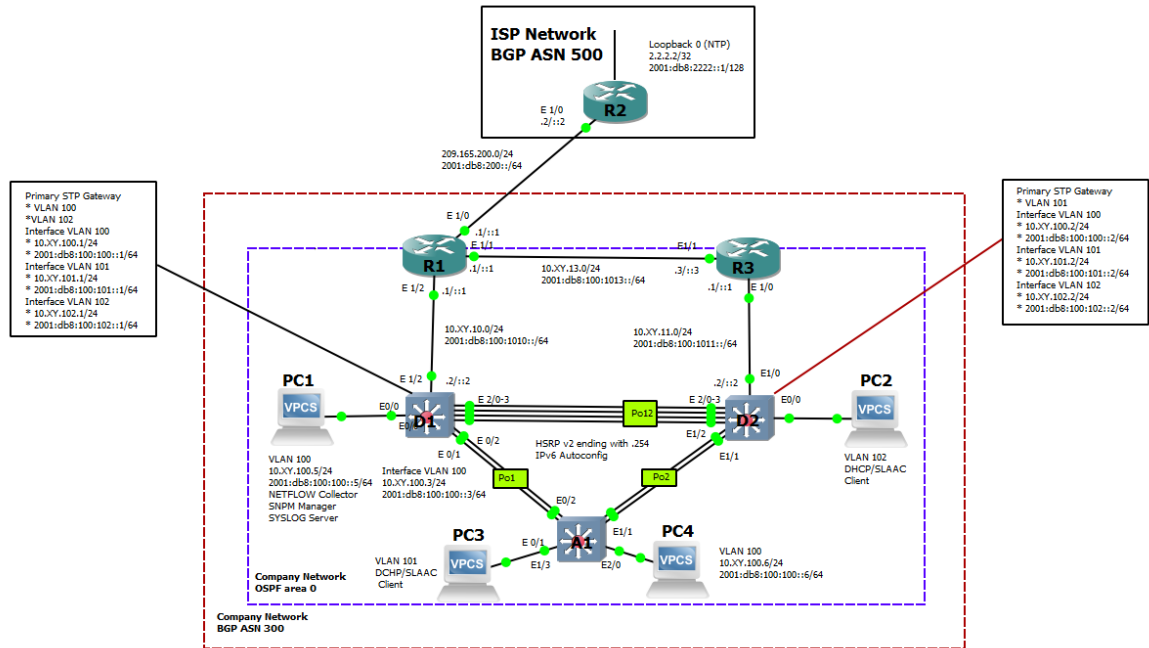 ISP Network
BGP ASN 500
Loopback 0 (NTP)
2.2.2.2/32
2001:db8:2222::1/128
R2
E 1/0
.2/::2
209.165.200.0/24
2001:db8:200::/64
Primary STP Gateway
* VLAN 100
*VLAN 102
Interface VLAN 100
* 10.XY.100.1/24
* 2001:db8:100:100::1/64
Interface VLAN 101
* 10.XY.101.1/24
* 2001:db8:100:101::1/64
Interface VLAN 102
* 10.XY.102.1/24
* 2001:db8:100:102::1/64
Primary STP Gateway
* VLAN 101
Interface VLAN 100
* 10.XY.100.2/24
* 2001:db8:100:100::2/64
Interface VLAN 101
* 10.XY.101.2/24
* 2001:db8:100:101::2/64
Interface VLAN 102
* 10.XY.102.2/24
* 2001:db8:100:102::2/64
E 1/0
.1/::1
E 1/1
R1
.1/::1
E 1/2
.1/::1
10.XY.13.0/24
2001:db8:100:1013::/64
E1/1
.3/::3
R3
.1/::1
E 1/0
10.XY.10.0/24
2001:db8:100:1010::/64
10.XY.11.0/24
2001:db8:100:1011::/64
E 1/2
.2/::2
E1/0
.2/::2
PC1
VPCS
E0/0
D1
E 2/0-3
Po12
E 2/0-3
D2
E0/0
PC2
VPCS
E 0/2
E 0/1
HSRP v2 ending with .254
IPv6 Autoconfig
E1/2
E1/1
VLAN 102
DHCP/SLAAC
Client
VLAN 100
10.XY.100.5/24
2001:db8:100:100::5/64
NETFLOW Collector
SNPM Manager
SYSLOG Server
Interface VLAN 100
10.XY.100.3/24
2001:db8:100:100::3/64
Po1
Po2
E0/2
A1
E1/1
E 0/1
E1/3
E2/0
PC3
VPCS
VLAN 101
DCHP/SLAAC
Client
PC4
VPCS
VLAN 100
10.XY.100.6/24
2001:db8:100:100::6/64
Company Network
OSPF area 0
Company Network
BGP ASN 300